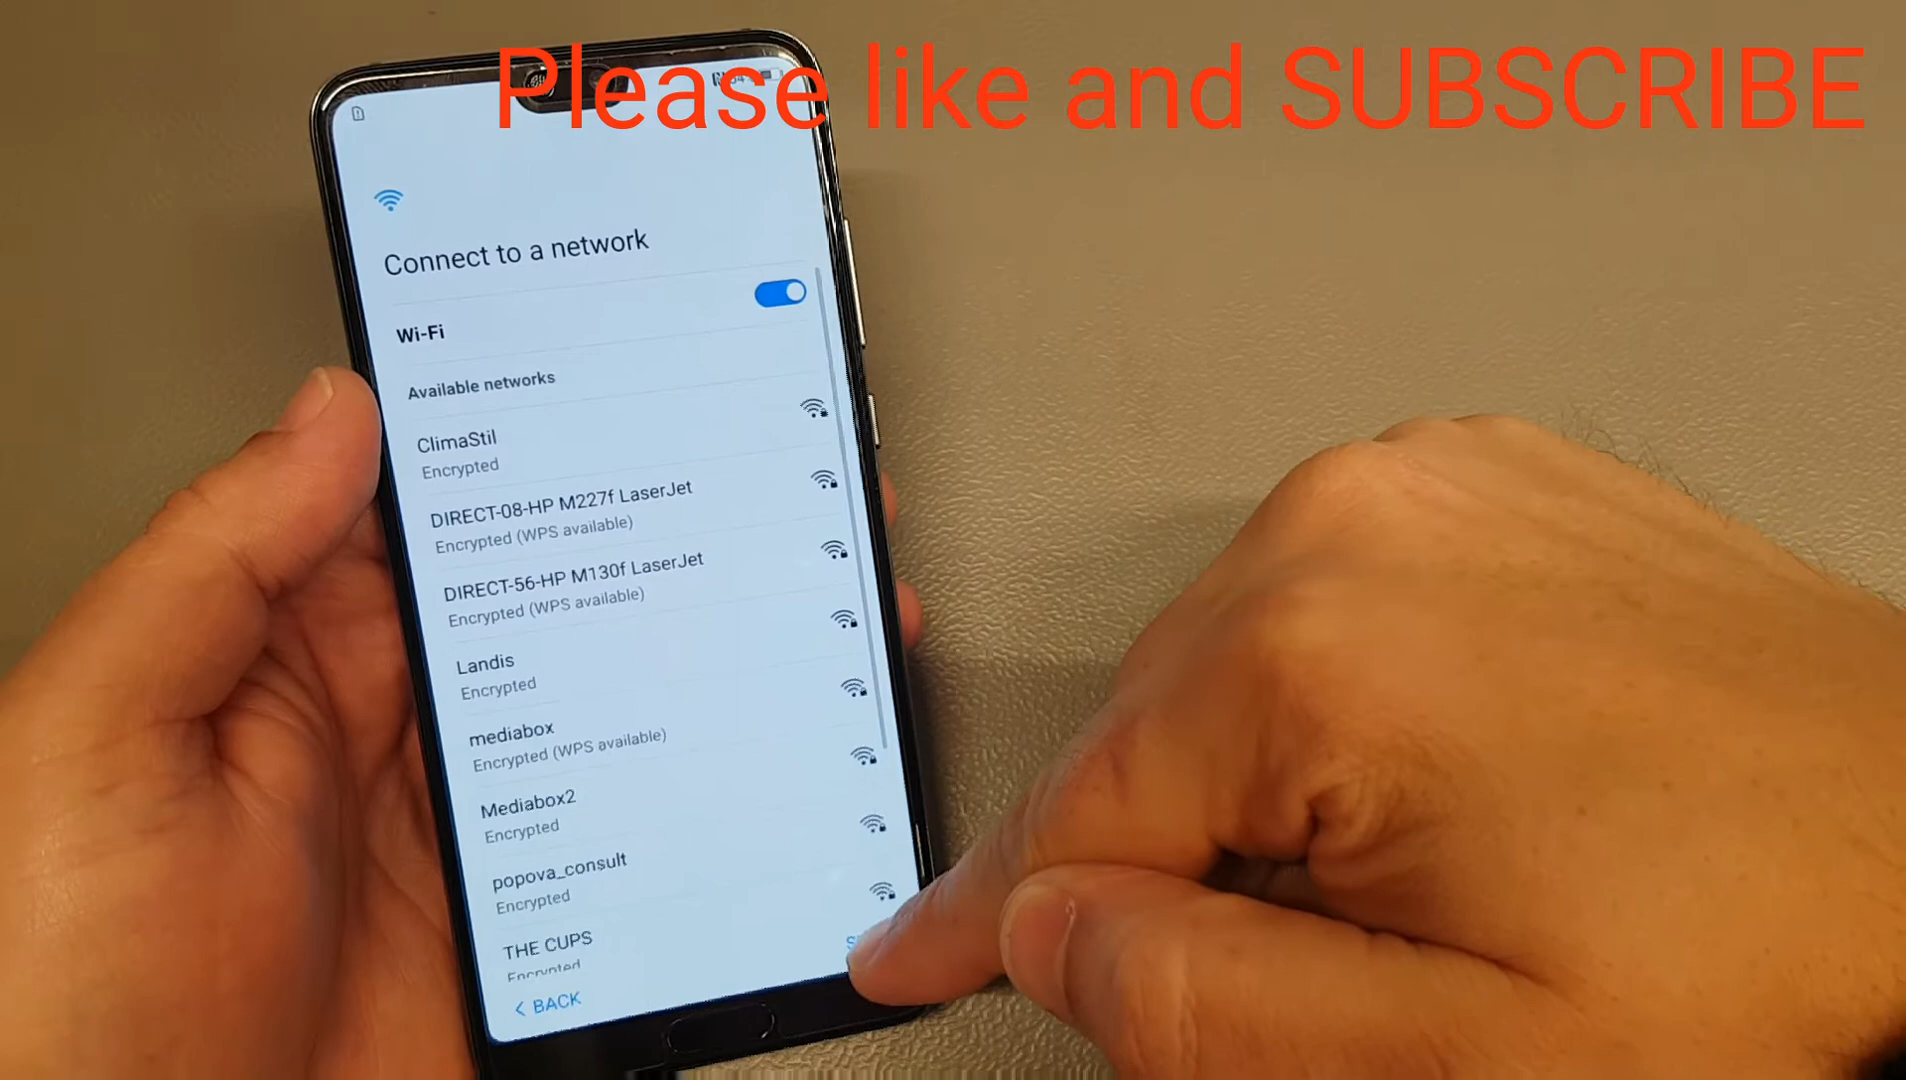 Please like and SUBSCRIBE
Connect to a network
Wi-Fi
Available networks
ClimaStil
Encrypted
DIRECT-08-HP M227f LaserJet
Encrypted (WPS available)
DIRECT-56-HP M130f LaserJet
Encrypted (WPS available)
Landis
Encrypted
mediabox
Encrypted (WPS available)
Mediabox2
Encrypted
popova_consult
Encrypted
THE CUPS
Encrypted
< BACK